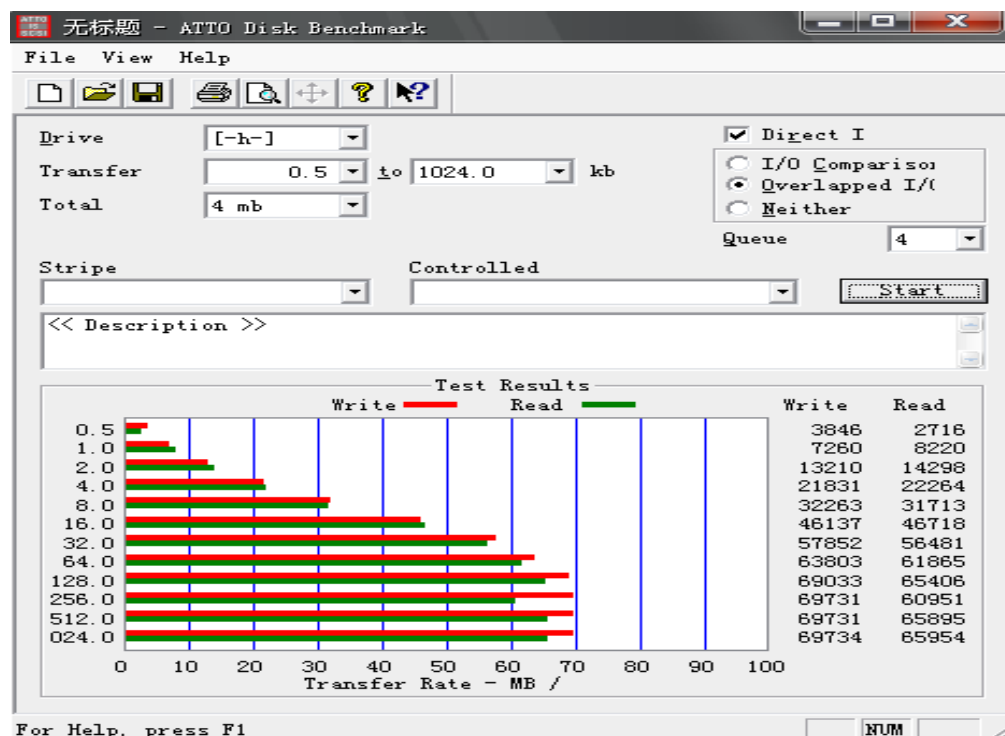 ATTO IS SCSI 无标题 - ATTO Disk Benchmark
File View Help
Drive [-h-] Direct I
Transfer 0.5 to 1024.0 kb I/O Comparison
Overlapped I/(
Total 4 mb Neither
Queue 4
Stripe Controlled
Start
<< Description >>
Test Results
Write Read Write Read
0.5 3846 2716
1.0 7260 8220
2.0 13210 14298
4.0 21831 22264
8.0 32263 31713
16.0 46137 46718
32.0 57852 56481
64.0 63803 61865
128.0 69033 65406
256.0 69731 60951
512.0 69731 65895
024.0 69734 65954
0 10 20 30 40 50 60 70 80 90 100
Transfer Rate - MB /
For Help, press F1 NUM